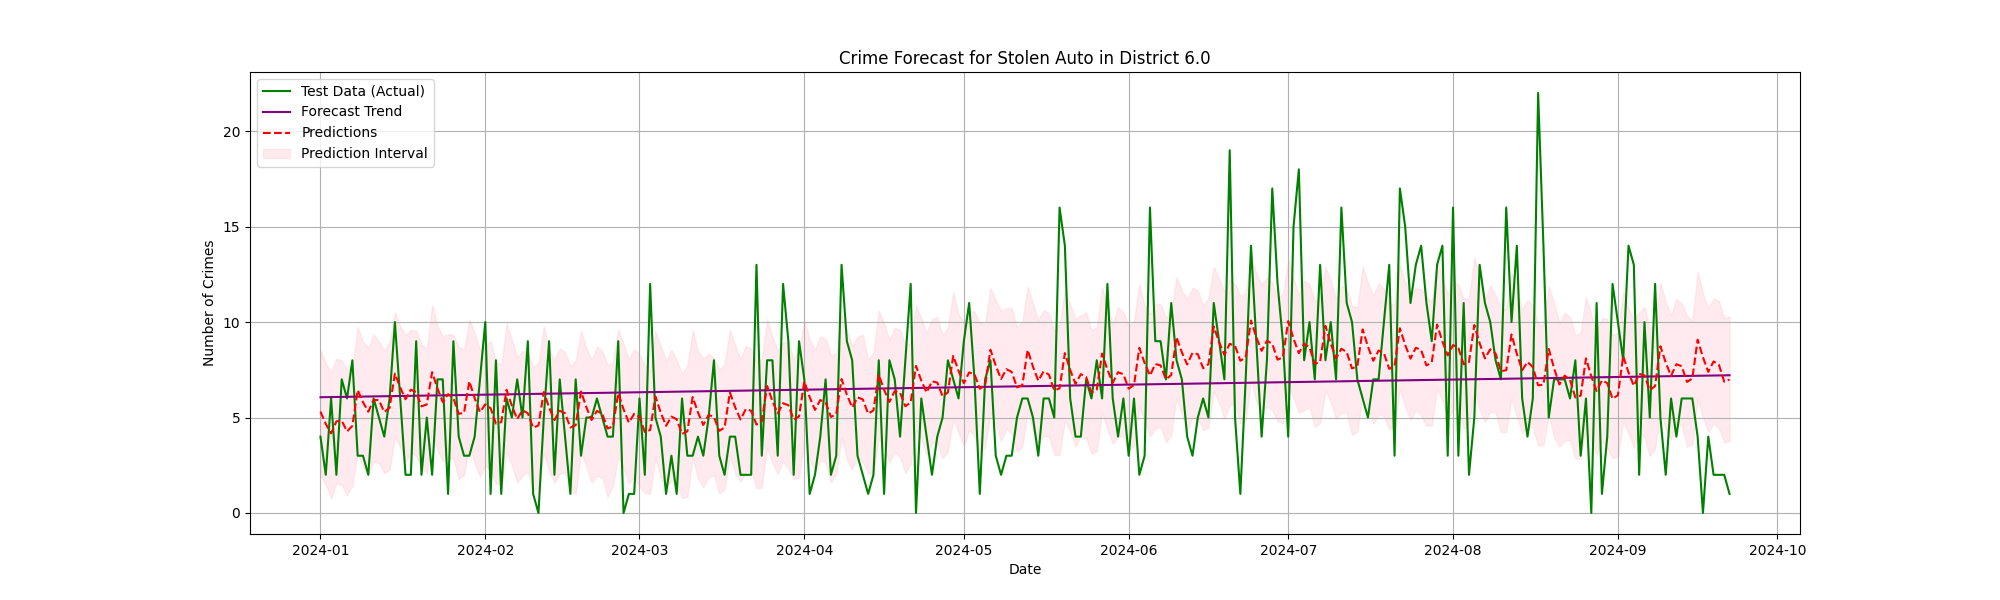 Crime Forecast for Stolen Auto in District 6.0
Test Data (Actual)
Forecast Trend
Predictions
Prediction Interval
Number of Crimes
20
15
10
5
0
2024-01 2024-02 2024-03 2024-04 2024-05 2024-06 2024-07 2024-08 2024-09 2024-10
Date